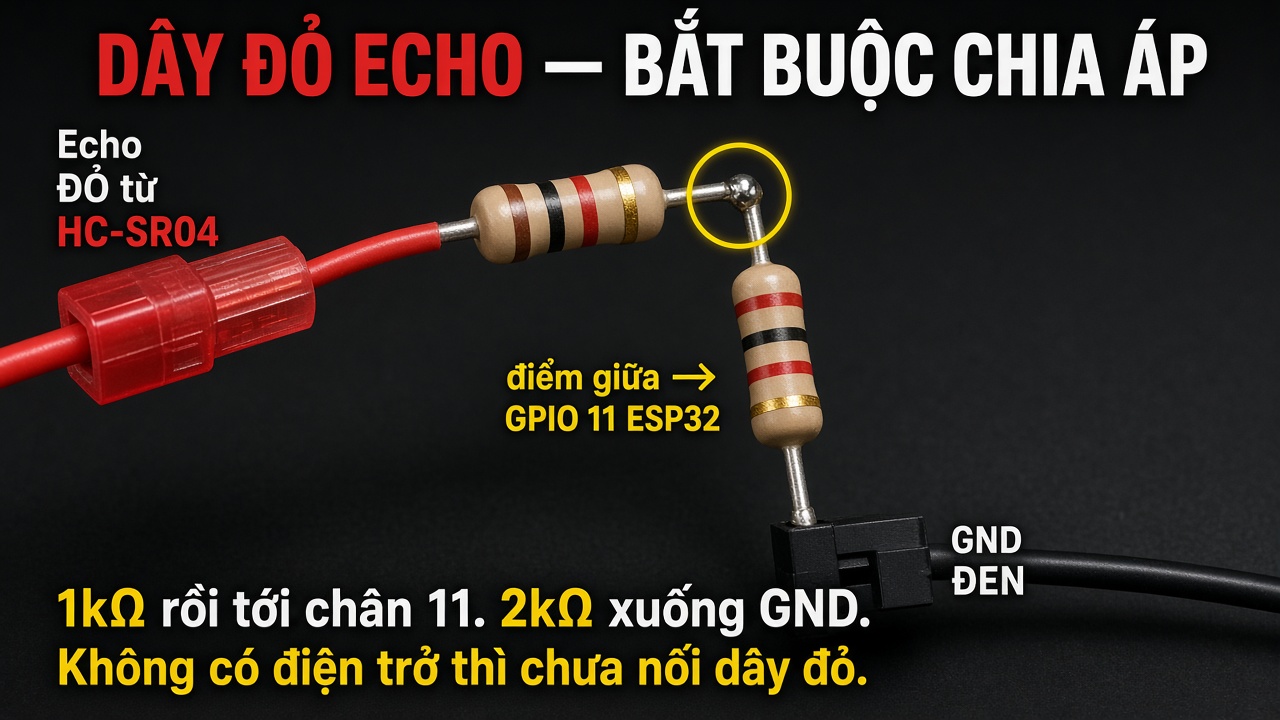 DÂY ĐỎ ECHO — BẮT BUỘC CHIA ÁP
Echo
ĐỎ từ
HC-SR04
điểm giữa →
GPIO 11 ESP32
GND
ĐEN
1kΩ rồi tới chân 11. 2kΩ xuống GND.
Không có điện trở thì chưa nối dây đỏ.